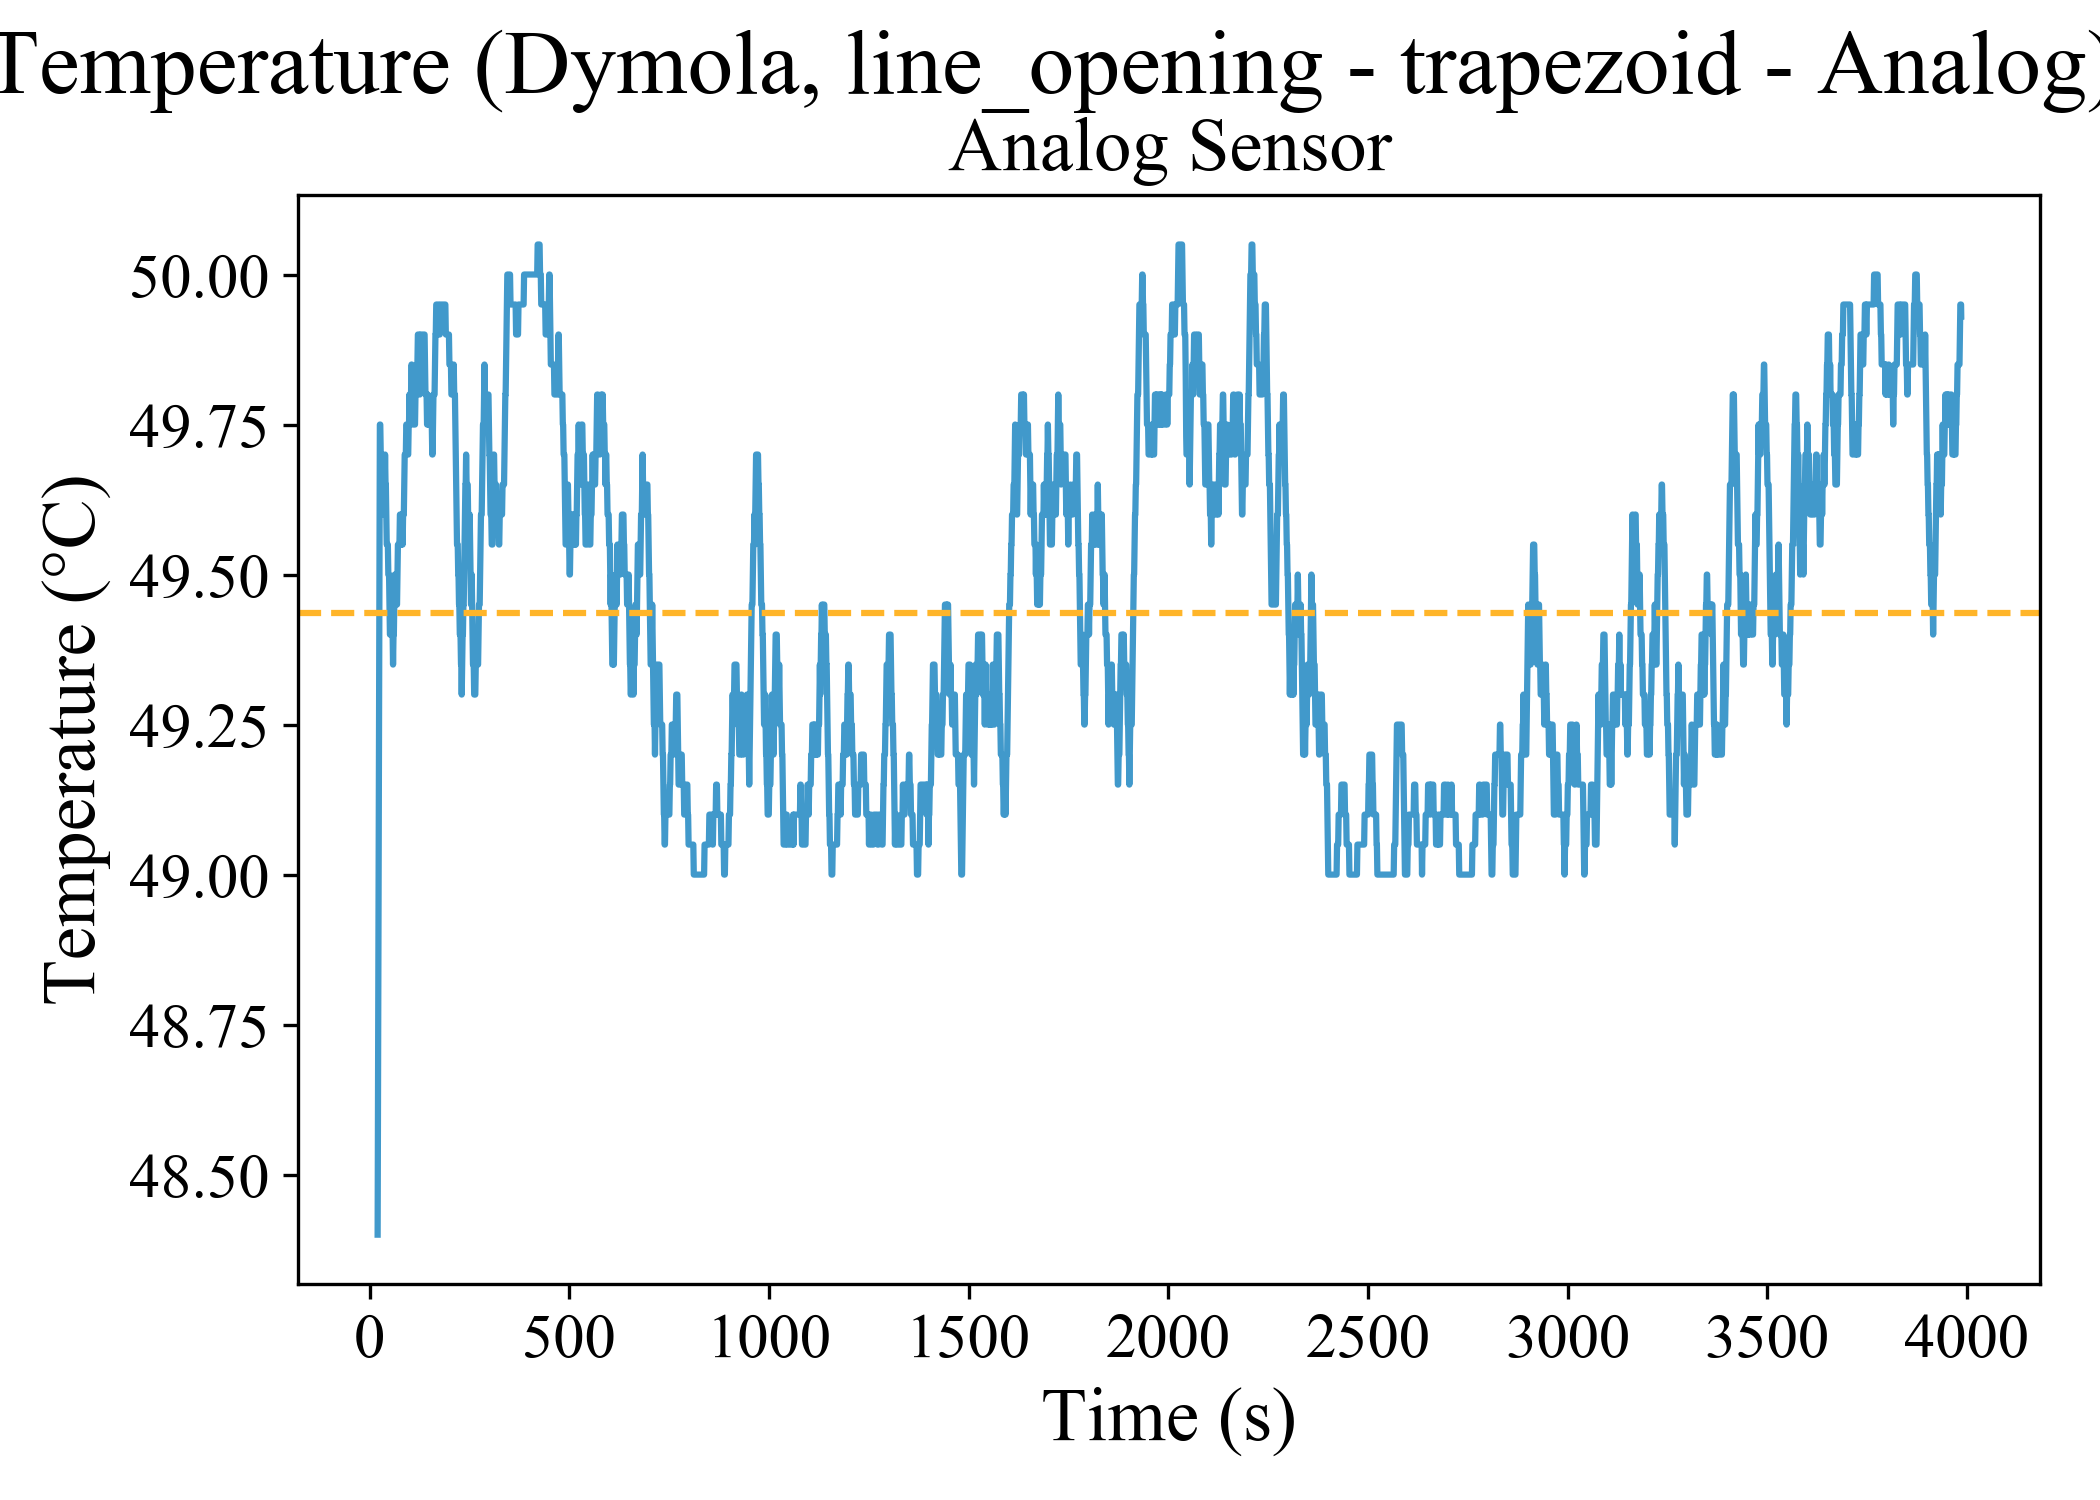 Temperature (Dymola, line_opening - trapezoid - Analog)
Analog Sensor
50.00
49.75
49.50
49.25
49.00
48.75
48.50
Temperature (°C)
0 500 1000 1500 2000 2500 3000 3500 4000
Time (s)